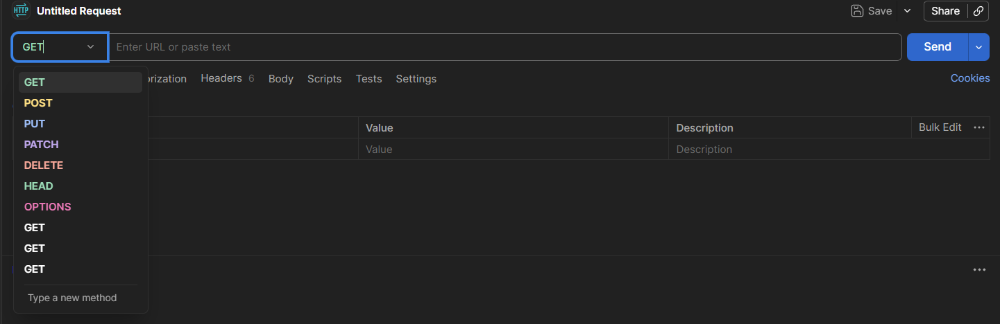 HTTP Untitled Request Save Share
GET Enter URL or paste text Send
orization Headers 6 Body Scripts Tests Settings Cookies
GET
POST
PUT
PATCH
DELETE
HEAD
OPTIONS
GET
GET
GET
Type a new method
Value Description Bulk Edit
Value Description